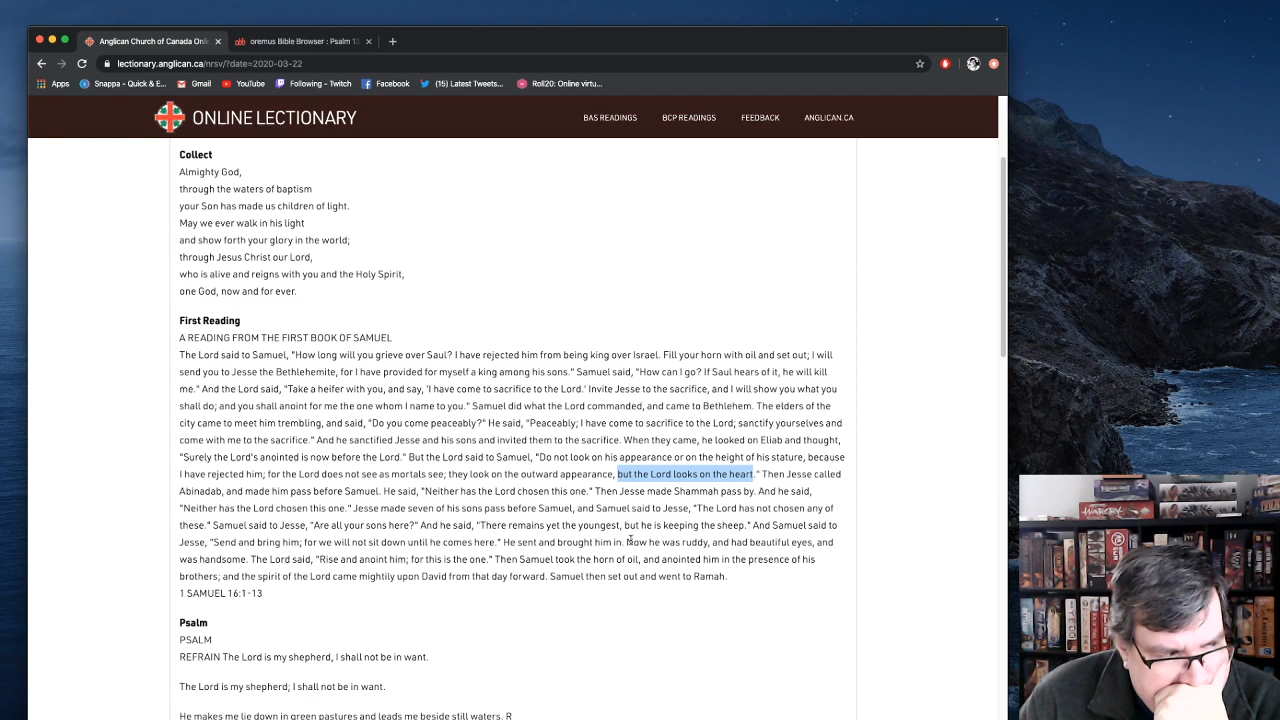 Anglican Church of Canada Onli
oremus Bible Browser : Psalm 13
lectionary.anglican.ca/nrsv/?date=2020-03-22
Apps
Snappa - Quick & E...
Gmail
YouTube
Following - Twitch
Facebook
(15) Latest Tweets...
Roll20: Online virtu...
ONLINE LECTIONARY
BAS READINGS
BCP READINGS
FEEDBACK
ANGLICAN.CA
Collect
Almighty God,
through the waters of baptism
your Son has made us children of light.
May we ever walk in his light
and show forth your glory in the world;
through Jesus Christ our Lord,
who is alive and reigns with you and the Holy Spirit,
one God, now and for ever.
First Reading
A READING FROM THE FIRST BOOK OF SAMUEL
The Lord said to Samuel, "How long will you grieve over Saul? I have rejected him from being king over Israel. Fill your horn with oil and set out; I will
send you to Jesse the Bethlehemite, for I have provided for myself a king among his sons." Samuel said, "How can I go? If Saul hears of it, he will kill
me." And the Lord said, "Take a heifer with you, and say, 'I have come to sacrifice to the Lord.' Invite Jesse to the sacrifice, and I will show you what you
shall do; and you shall anoint for me the one whom I name to you." Samuel did what the Lord commanded, and came to Bethlehem. The elders of the
city came to meet him trembling, and said, "Do you come peaceably?" He said, "Peaceably; I have come to sacrifice to the Lord; sanctify yourselves and
come with me to the sacrifice." And he sanctified Jesse and his sons and invited them to the sacrifice. When they came, he looked on Eliab and thought,
"Surely the Lord's anointed is now before the Lord." But the Lord said to Samuel, "Do not look on his appearance or on the height of his stature, because
I have rejected him; for the Lord does not see as mortals see; they look on the outward appearance, but the Lord looks on the heart." Then Jesse called
Abinadab, and made him pass before Samuel. He said, "Neither has the Lord chosen this one." Then Jesse made Shammah pass by. And he said,
"Neither has the Lord chosen this one." Jesse made seven of his sons pass before Samuel, and Samuel said to Jesse, "The Lord has not chosen any of
these." Samuel said to Jesse, "Are all your sons here?" And he said, "There remains yet the youngest, but he is keeping the sheep." And Samuel said to
Jesse, "Send and bring him; for we will not sit down until he comes here." He sent and brought him in. Now he was ruddy, and had beautiful eyes, and
was handsome. The Lord said, "Rise and anoint him; for this is the one." Then Samuel took the horn of oil, and anointed him in the presence of his
brothers; and the spirit of the Lord came mightily upon David from that day forward. Samuel then set out and went to Ramah.
1 SAMUEL 16:1-13
Psalm
PSALM
REFRAIN The Lord is my shepherd, I shall not be in want.
The Lord is my shepherd; I shall not be in want.
He makes me lie down in green pastures and leads me beside still waters. R
WARCRY